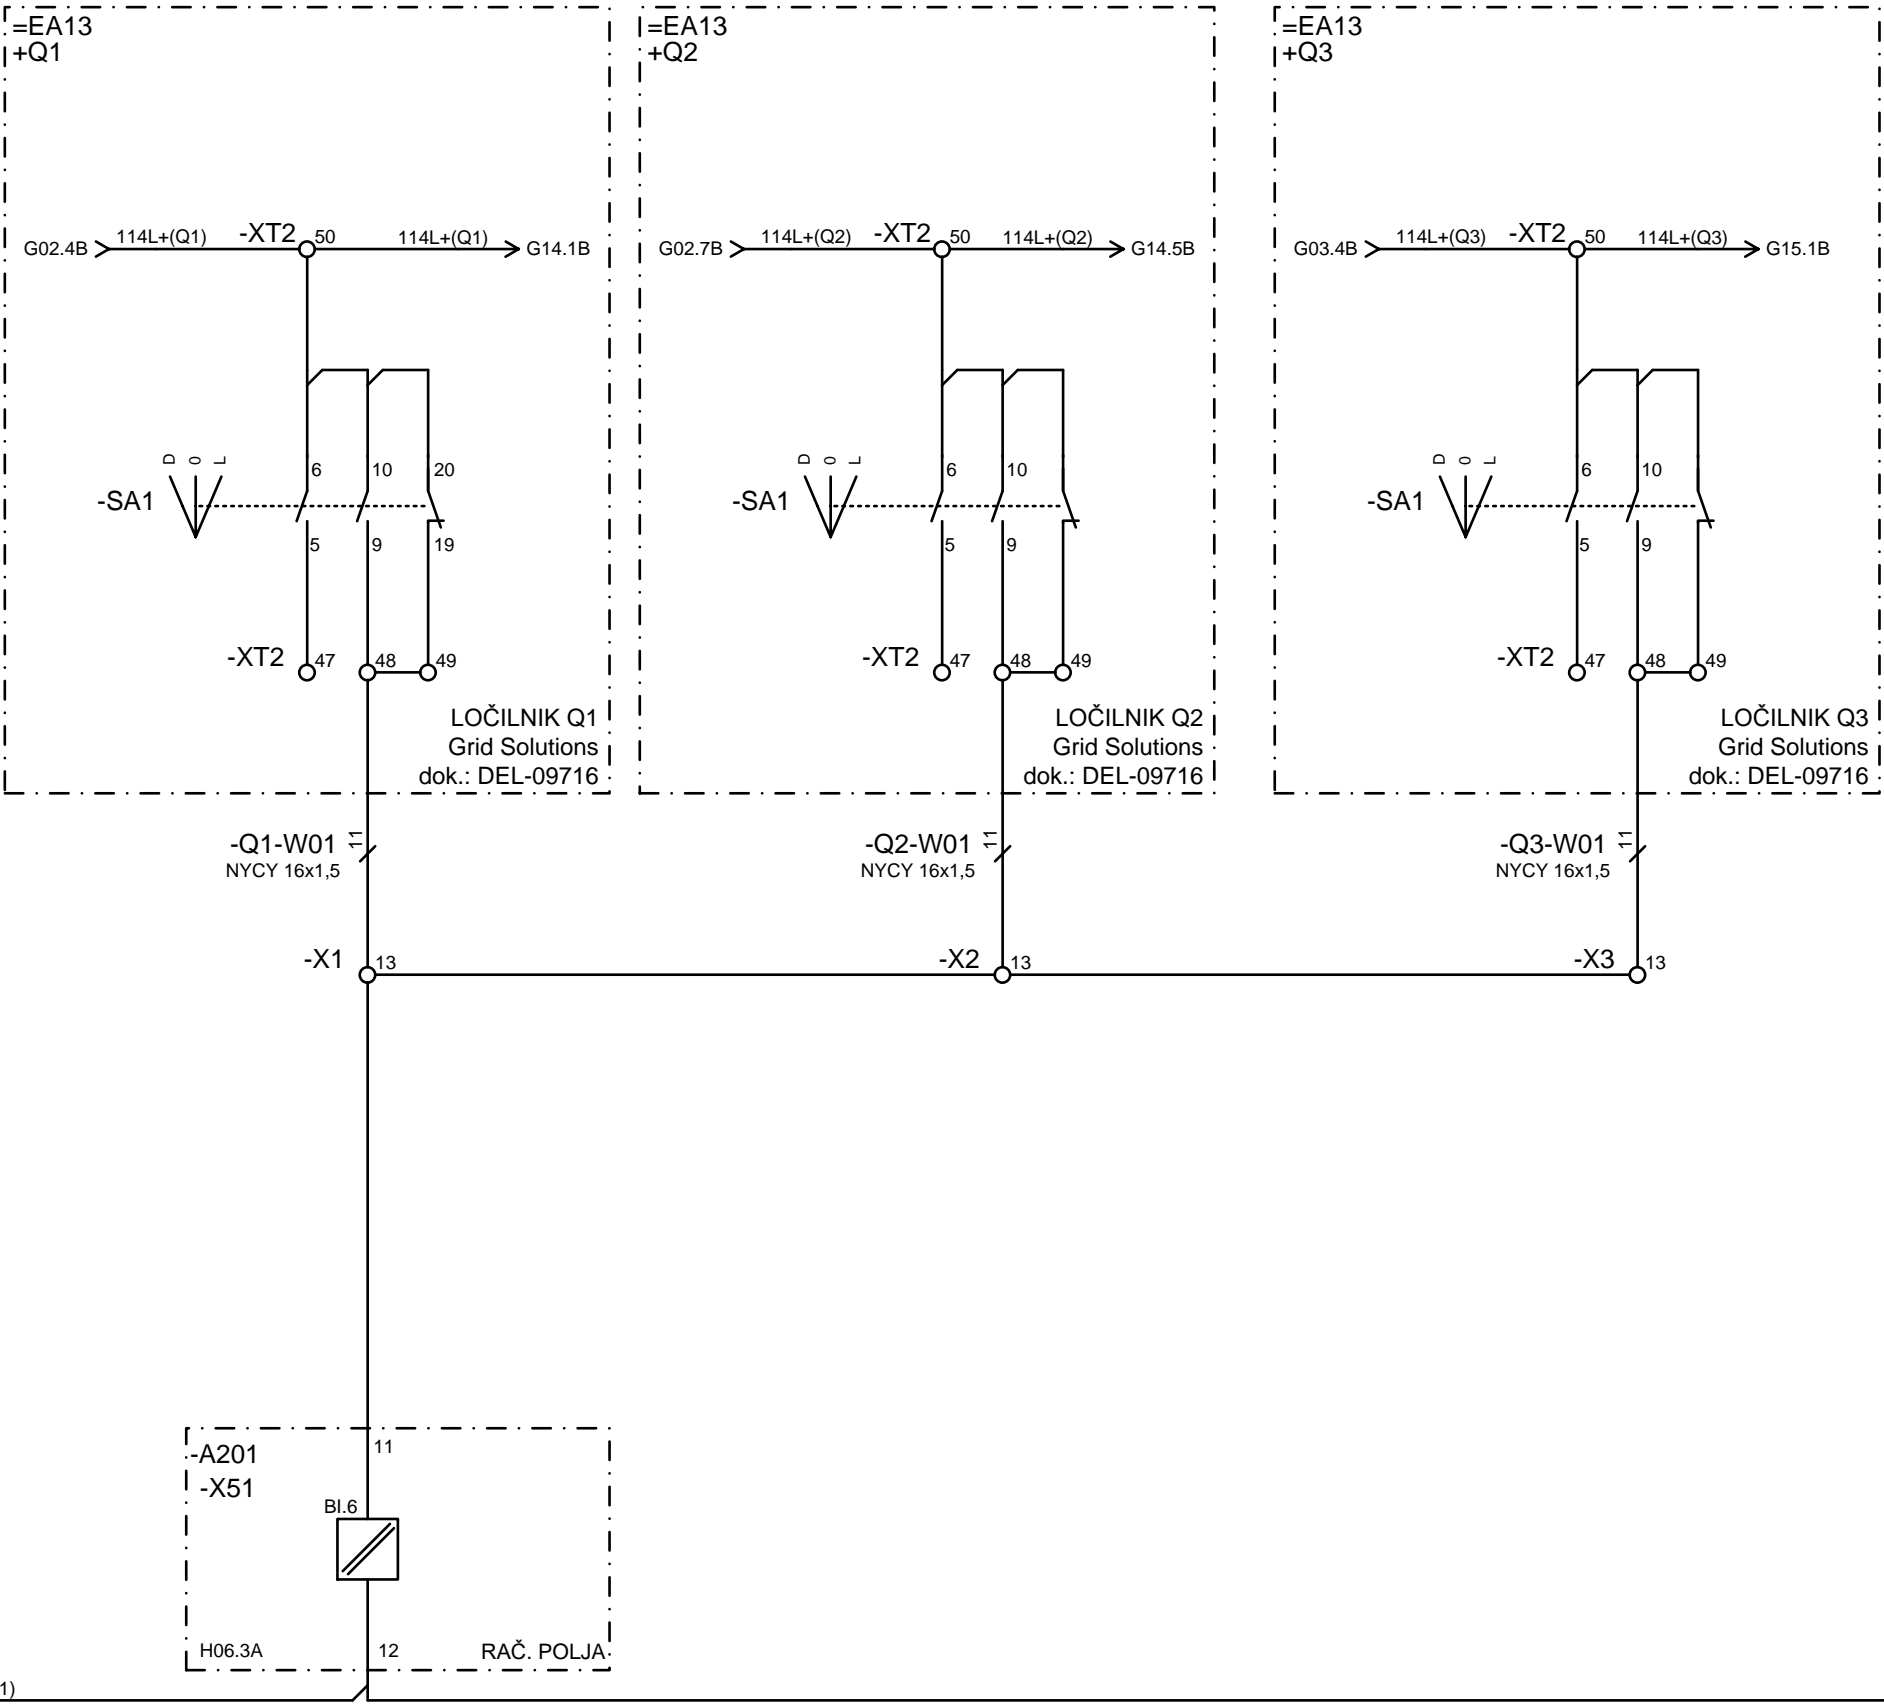 =EA13
+Q1
=EA13
+Q2
=EA13
+Q3
G02.4B 114L+(Q1) -XT2 50 114L+(Q1) G14.1B
G02.7B 114L+(Q2) -XT2 50 114L+(Q2) G14.5B
G03.4B 114L+(Q3) -XT2 50 114L+(Q3) G15.1B
D 0 L
6 10 20
-SA1
5 9 19
D 0 L
6 10
-SA1
5 9
D 0 L
6 10
-SA1
5 9
-XT2 47 48 49
-XT2 47 48 49
-XT2 47 48 49
LOČILNIK Q1
Grid Solutions
dok.: DEL-09716
LOČILNIK Q2
Grid Solutions
dok.: DEL-09716
LOČILNIK Q3
Grid Solutions
dok.: DEL-09716
-Q1-W01 11
NYCY 16x1,5
-Q2-W01 11
NYCY 16x1,5
-Q3-W01 11
NYCY 16x1,5
-X1 13
-X2 13
-X3 13
-A201
11
-X51
BI.6
H06.3A 12 RAČ. POLJA
1)